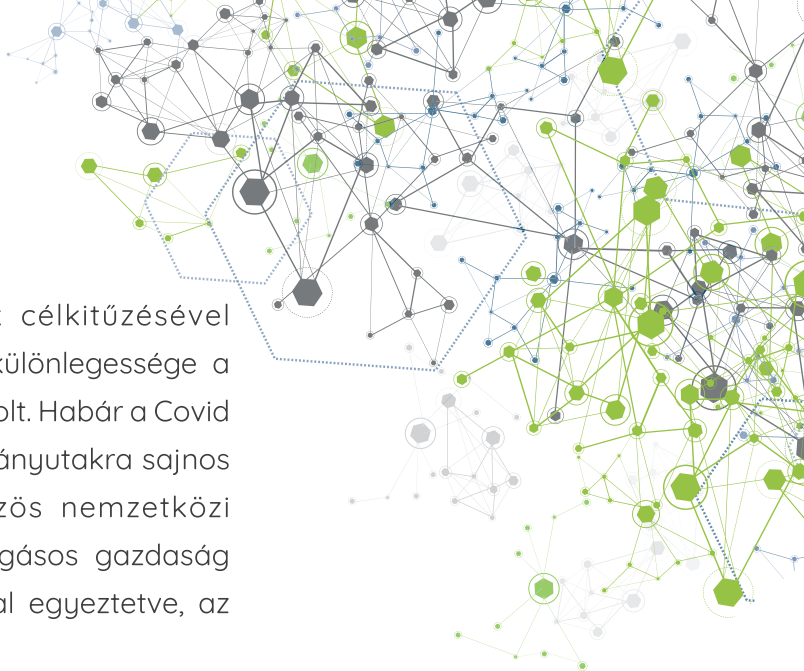 célkitűzésével
különlegessége a
olt. Habár a Covid
ányutakra sajnos
zös nemzetközi
gásos gazdaság
al egyeztetve, az